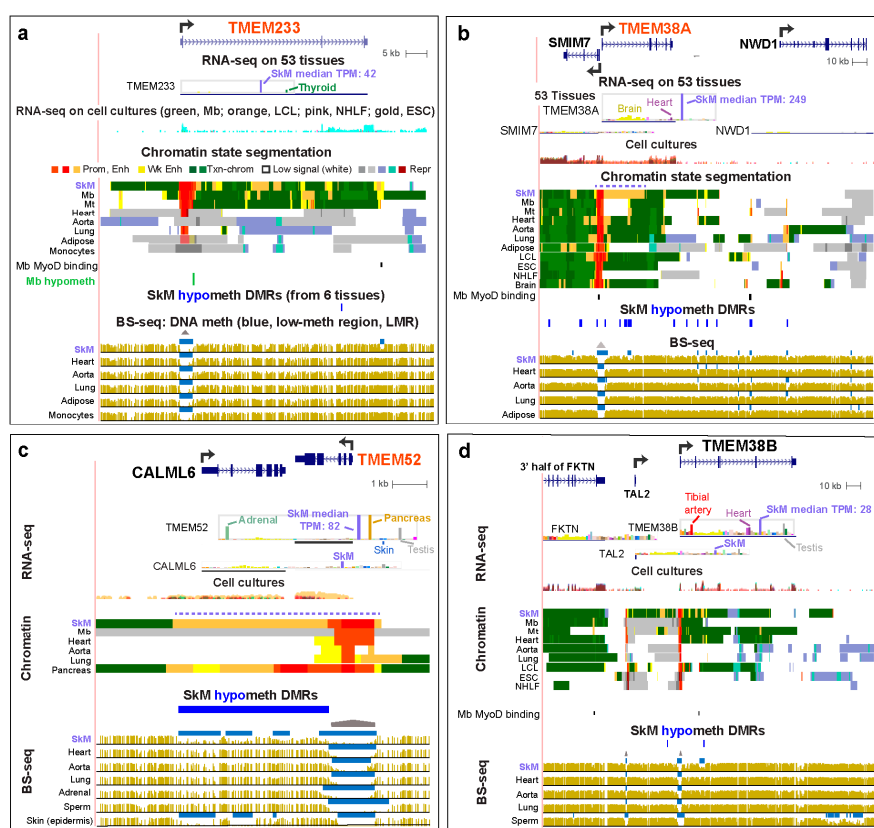 a
TMEM233
5 kb
RNA-seq on 53 tissues
SkM median TPM: 42
TMEM233
Thyroid
RNA-seq on cell cultures (green, Mb; orange, LCL; pink, NHLF; gold, ESC)
Chromatin state segmentation
Prom, Enh
Wk Enh
Txn-chrom
Low signal (white)
Repr
SkM
Mb
Mt
Heart
Aorta
Lung
Adipose
Monocytes
Mb MyoD binding
Mb hypometh
SkM hypometh DMRs (from 6 tissues)
BS-seq: DNA meth (blue, low-meth region, LMR)
SkM
Heart
Aorta
Lung
Adipose
Monocytes
b
TMEM38A
SMIM7
NWD1
10 kb
RNA-seq on 53 tissues
53 Tissues
TMEM38A
Brain
Heart
SkM median TPM: 249
SMIM7
NWD1
Cell cultures
Chromatin state segmentation
SkM
Mb
Mt
Heart
Aorta
Lung
Adipose
LCL
ESC
NHLF
Brain
Mb MyoD binding
SkM hypometh DMRs
BS-seq
SkM
Heart
Aorta
Lung
Adipose
c
CALML6
TMEM52
1 kb
RNA-seq
TMEM52
Adrenal
SkM median
TPM: 82
Pancreas
Skin
Testis
CALML6
SkM
Cell cultures
Chromatin
SkM
Mb
Heart
Aorta
Lung
Pancreas
SkM hypometh DMRs
BS-seq
SkM
Heart
Aorta
Lung
Adrenal
Sperm
Skin (epidermis)
d
TMEM38B
3' half of FKTN
TAL2
10 kb
RNA-seq
FKTN
TMEM38B
Tibial
artery
Heart
SkM median TPM: 28
TAL2
SkM
Testis
Cell cultures
Chromatin
SkM
Mb
Mt
Heart
Aorta
Lung
LCL
ESC
NHLF
Mb MyoD binding
SkM hypometh DMRs
BS-seq
SkM
Heart
Aorta
Lung
Sperm